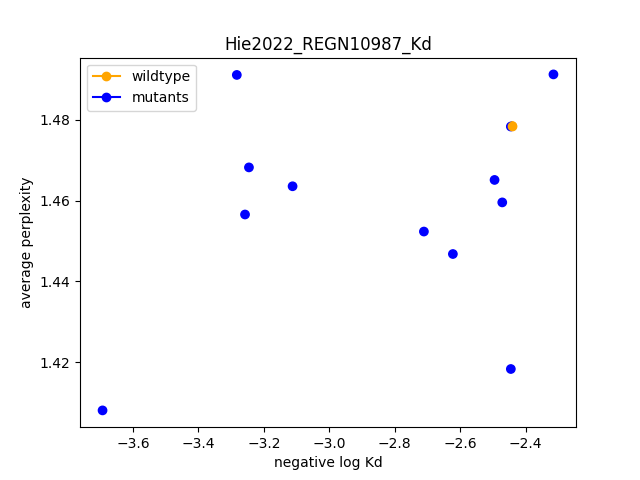 Hie2022_REGN10987_Kd
wildtype
mutants
1.48
1.46
1.44
1.42
average perplexity
−3.6
−3.4
−3.2
−3.0
−2.8
−2.6
−2.4
negative log Kd